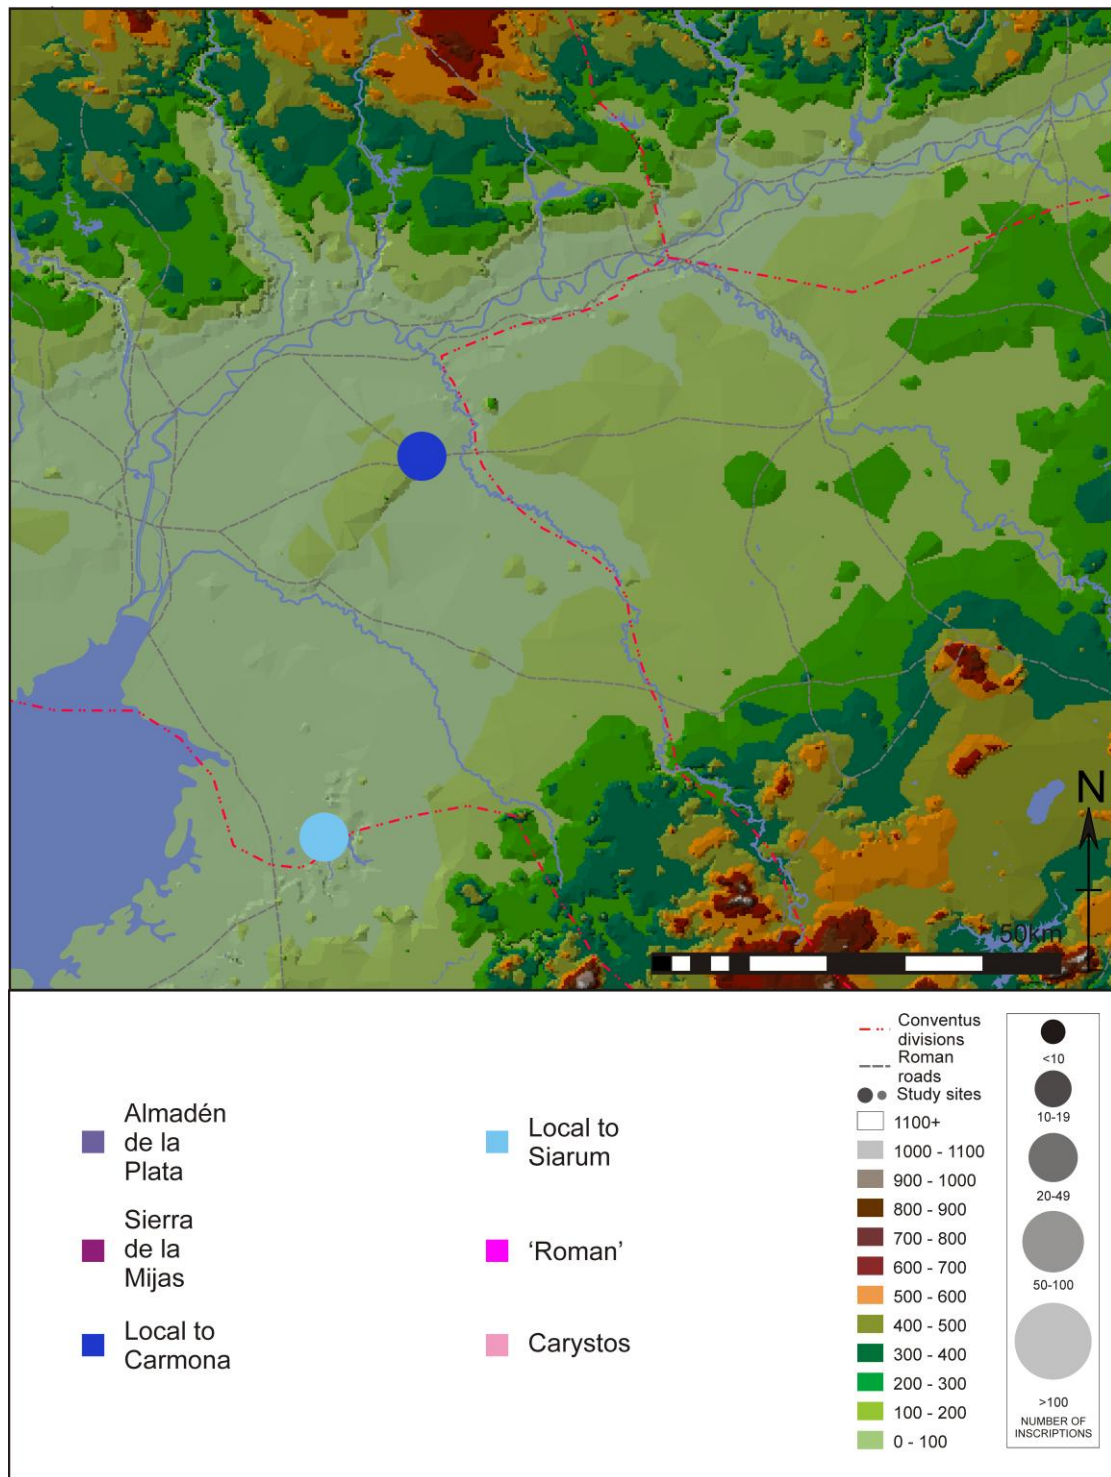 N
50km
Almadén
de la
Plata
Sierra
de la
Mijas
Local to
Carmona
Local to
Siarum
‘Roman’
Carystos
Conventus
divisions
Roman
roads
Study sites
1100+
1000 - 1100
900 - 1000
800 - 900
700 - 800
600 - 700
500 - 600
400 - 500
300 - 400
200 - 300
100 - 200
0 - 100
<10
10-19
20-49
50-100
>100
NUMBER OF
INSCRIPTIONS